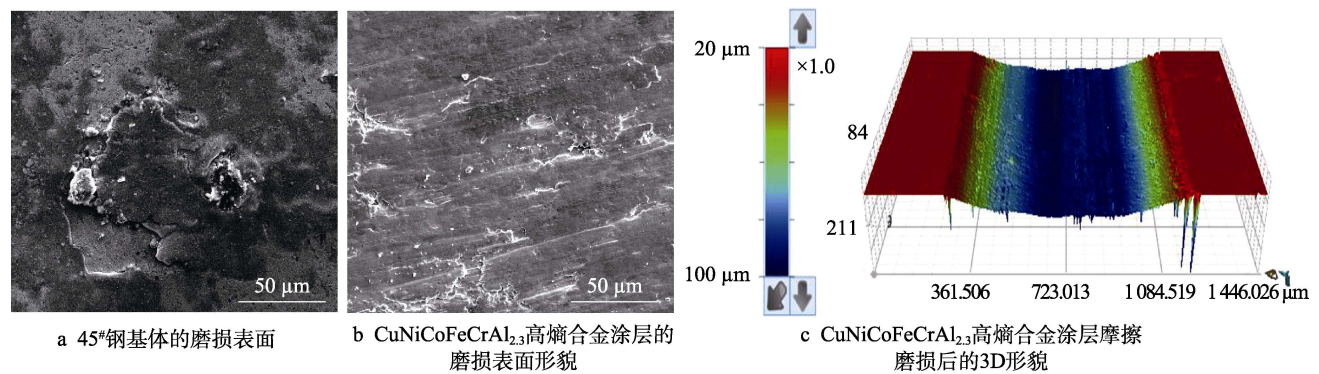 50 μm
50 μm
20 μm
×1.0
84
211
100 μm
361.506
723.013
1 084.519
1 446.026 μm
a 45#钢基体的磨损表面
b CuNiCoFeCrAl2.3高熵合金涂层的
磨损表面形貌
c CuNiCoFeCrAl2.3高熵合金涂层摩擦
磨损后的3D形貌